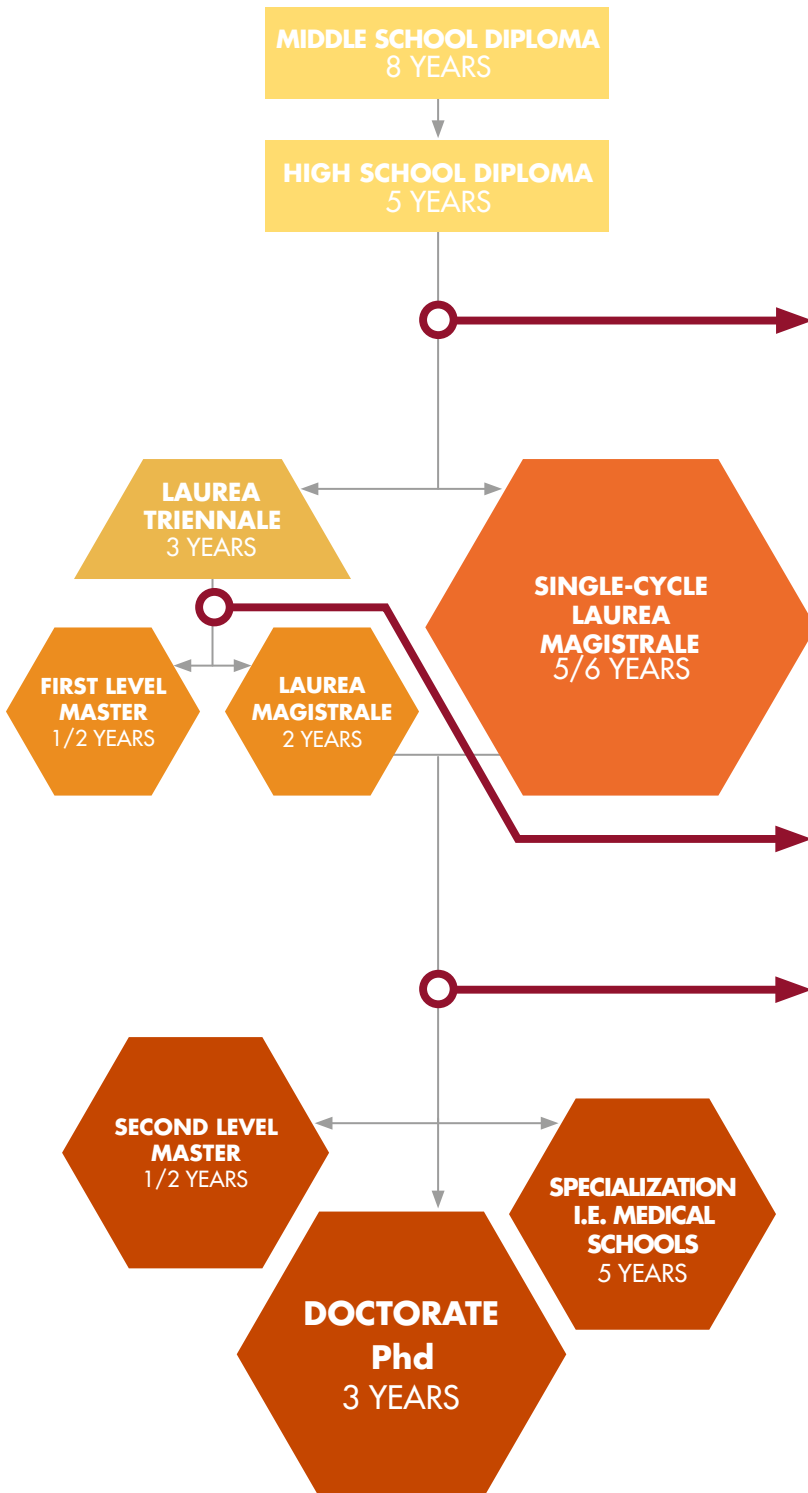 MIDDLE SCHOOL DIPLOMA
8 YEARS
HIGH SCHOOL DIPLOMA
5 YEARS
LAUREA
TRIENNALE
3 YEARS
SINGLE-CYCLE
LAUREA
MAGISTRALE
5/6 YEARS
FIRST LEVEL
MASTER
1/2 YEARS
LAUREA
MAGISTRALE
2 YEARS
SECOND LEVEL
MASTER
1/2 YEARS
SPECIALIZATION
I.E. MEDICAL
SCHOOLS
5 YEARS
DOCTORATE
Phd
3 YEARS